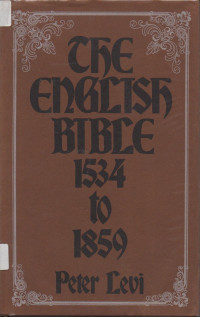 THE
ENGLISH
BIBLE
1534
to
1859
Peter Levi